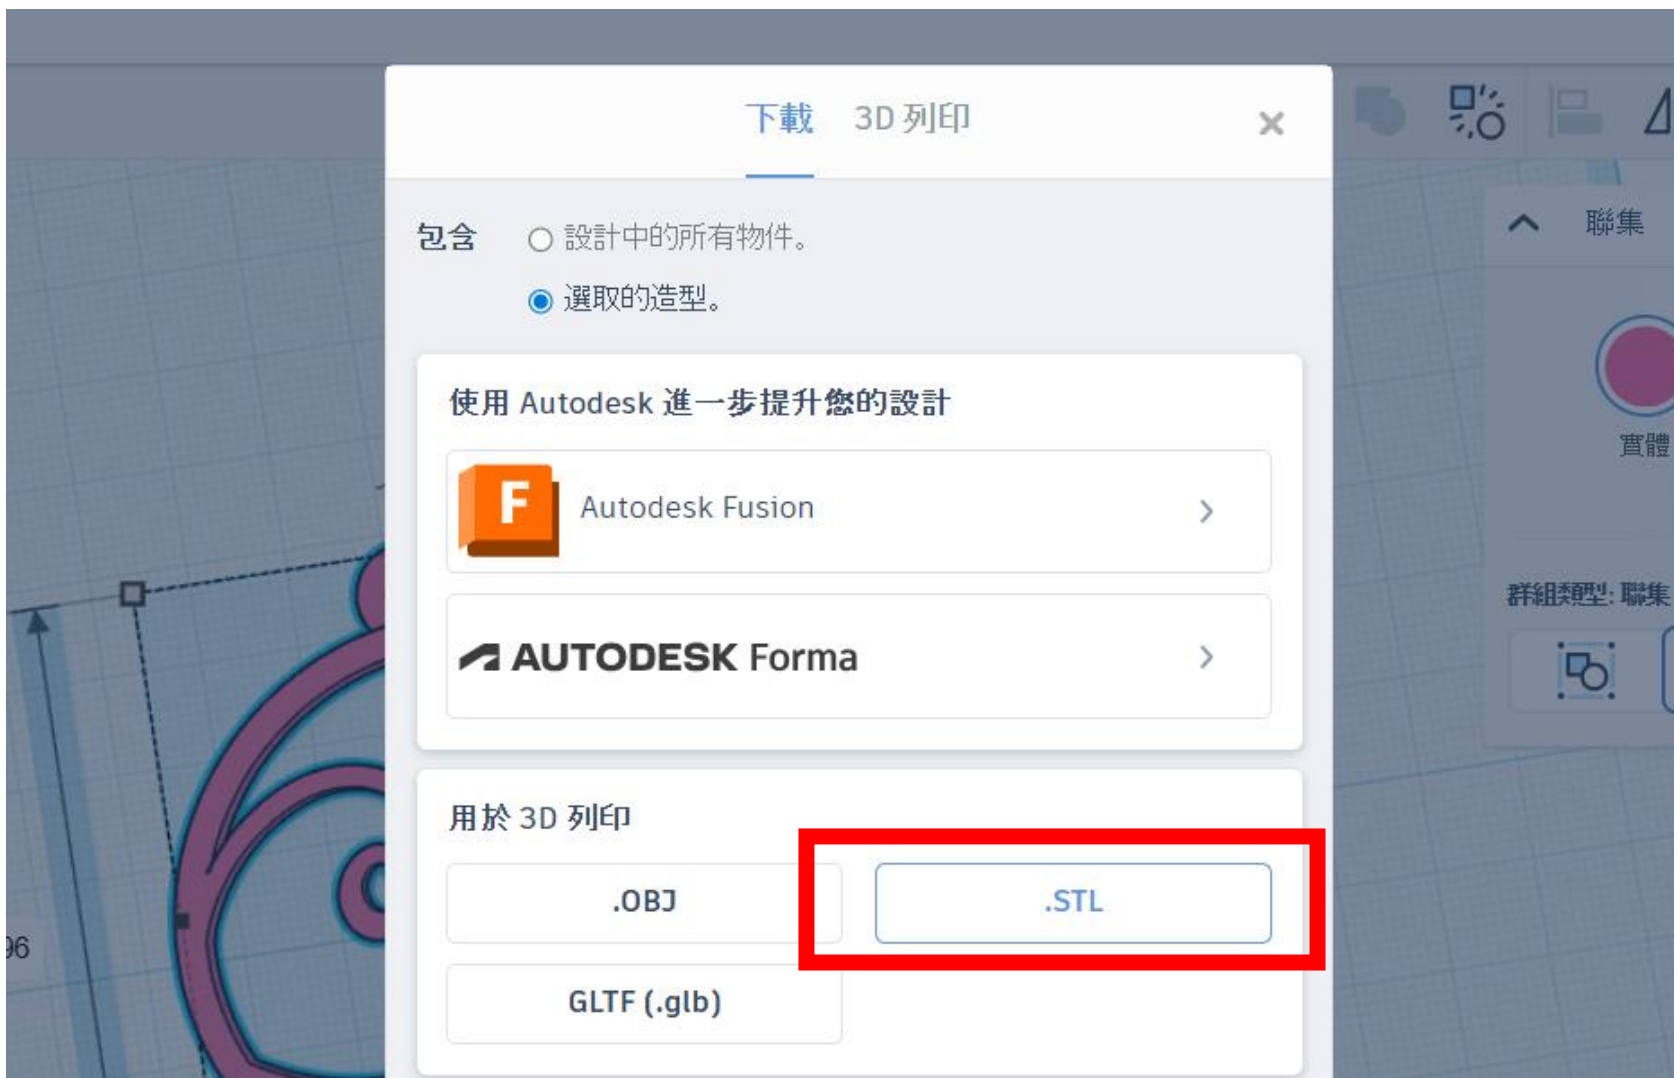 下載 3D 列印
包含 設計中的所有物件。
選取的造型。
使用 Autodesk 進一步提升您的設計
F Autodesk Fusion
AUTODESK Forma
用於 3D 列印
.OBJ .STL
GLTF (.glb)
聯集
實體
群組類型: 聯集
96